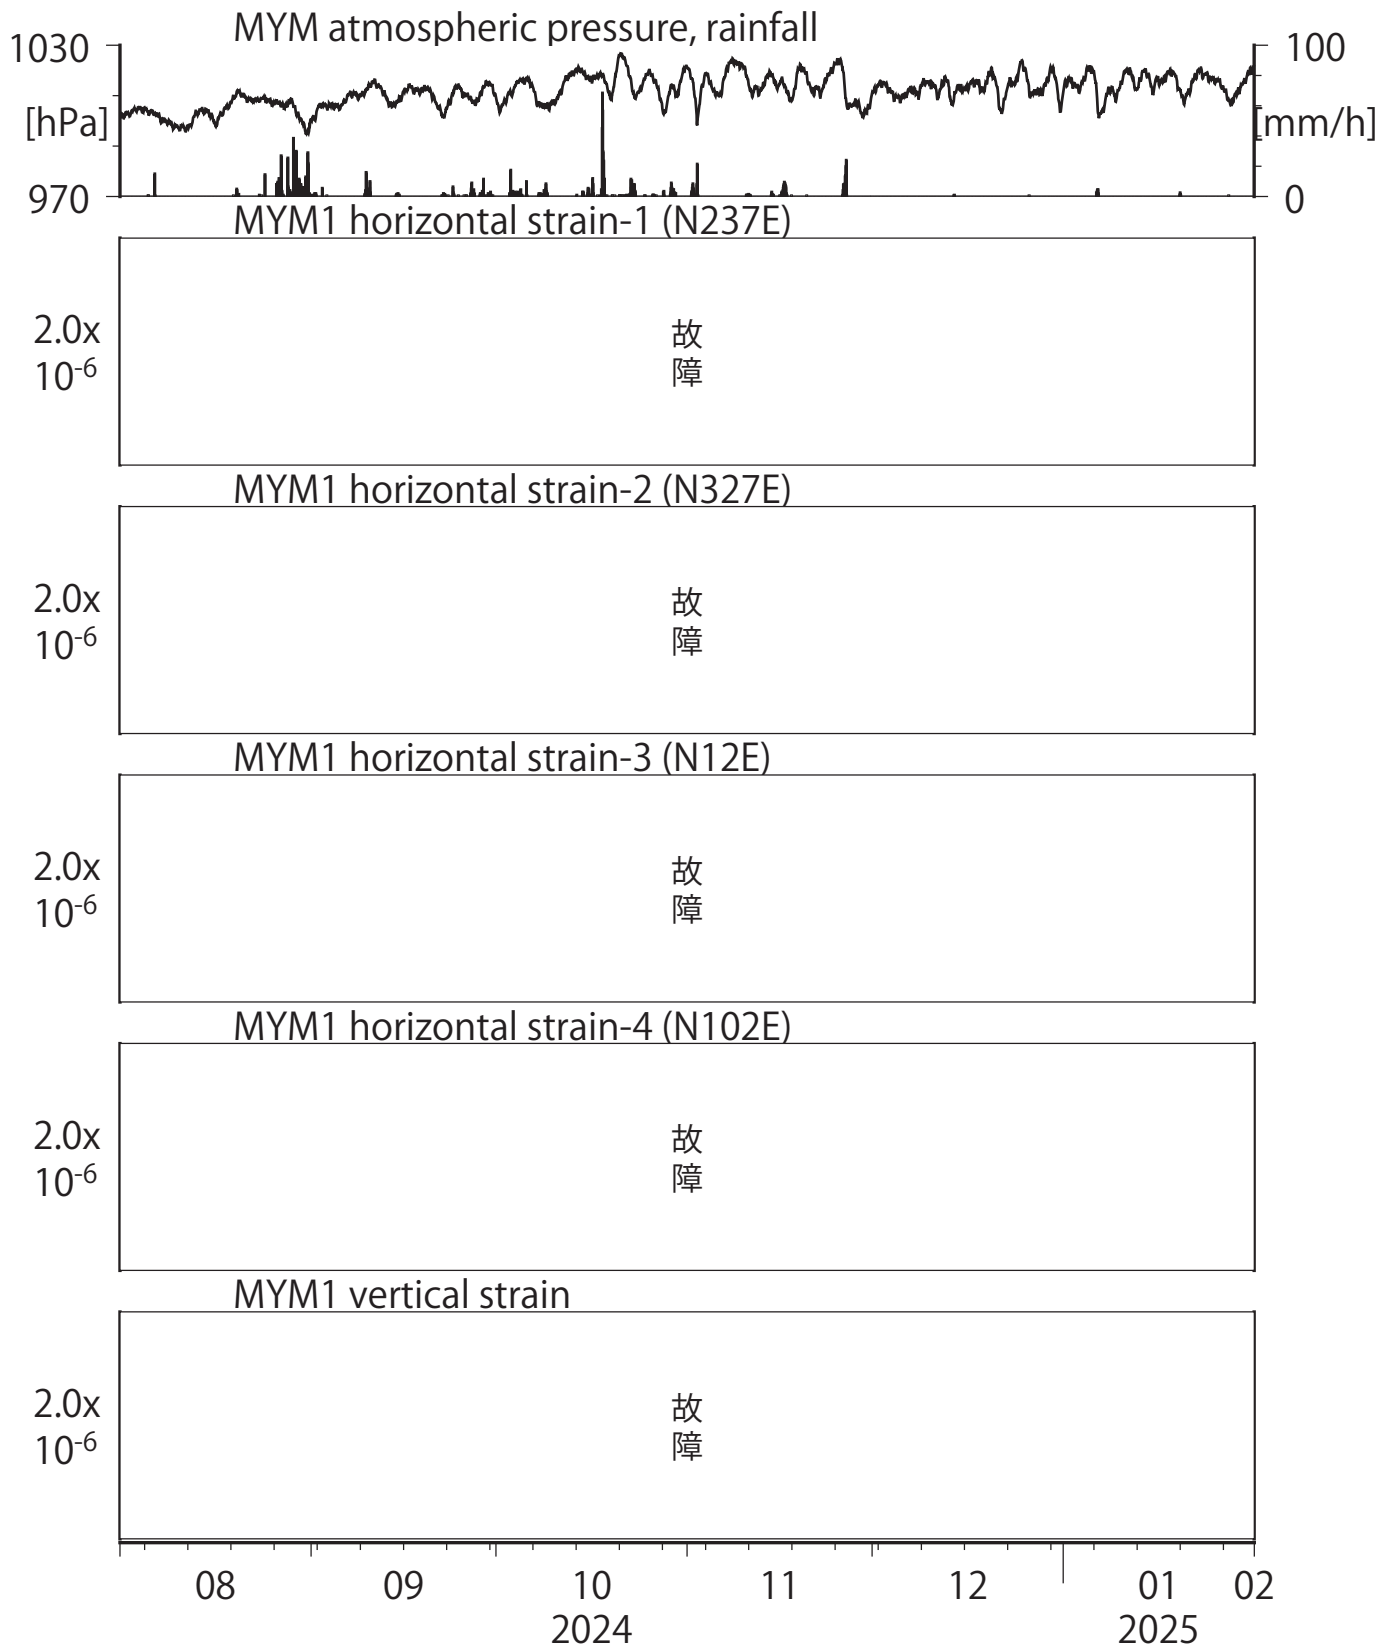 MYM atmospheric pressure, rainfall
1030
100
[hPa]
[mm/h]
970
0
MYM1 horizontal strain-1 (N237E)
2.0x
10-6
故
障
MYM1 horizontal strain-2 (N327E)
2.0x
10-6
故
障
MYM1 horizontal strain-3 (N12E)
2.0x
10-6
故
障
MYM1 horizontal strain-4 (N102E)
2.0x
10-6
故
障
MYM1 vertical strain
2.0x
10-6
故
障
08 09 10 11 12 01 02
2024 2025